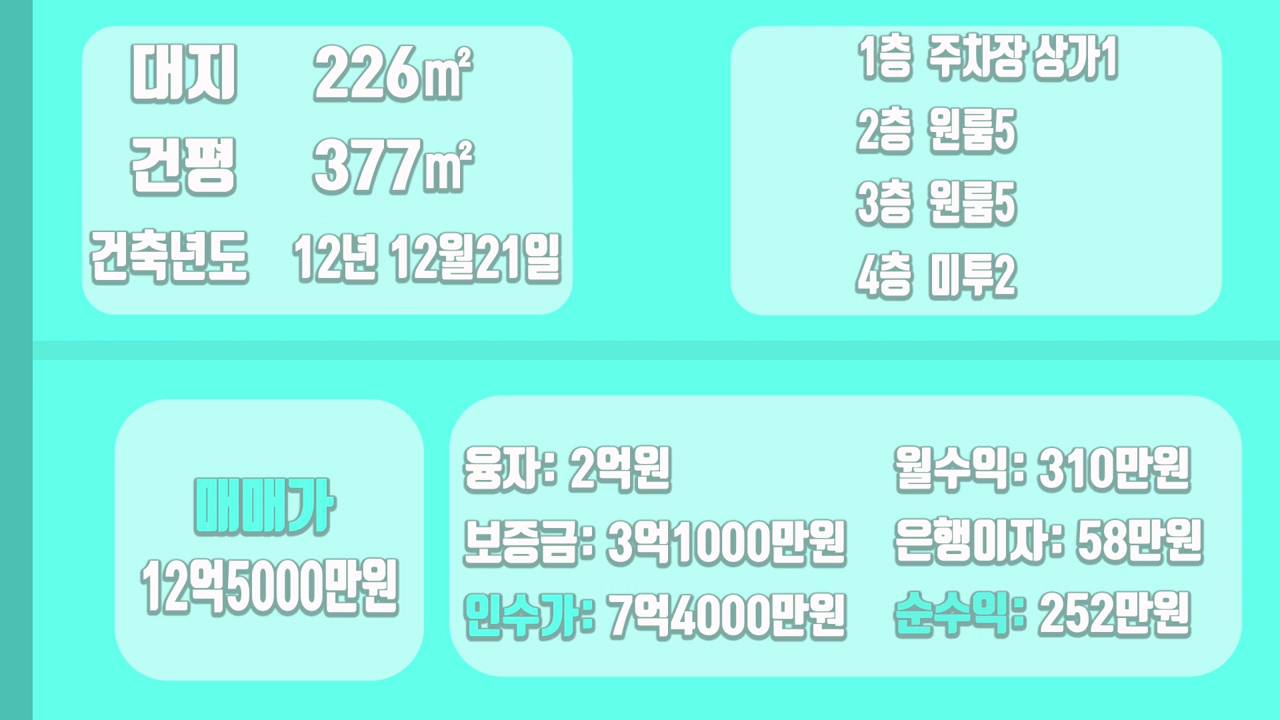 대지 226㎡
건평 377㎡
건축년도 12년 12월21일
1층 주차장 상가1
2층 원룸5
3층 원룸5
4층 미투2
매매가
12억5000만원
융자: 2억원
보증금: 3억1000만원
인수가: 7억4000만원
월수익: 310만원
은행이자: 58만원
순수익: 252만원